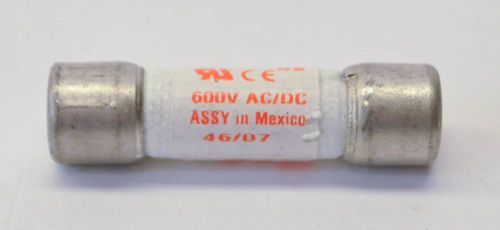 CE
600V AC/DC
ASSY in Mexico
46/07